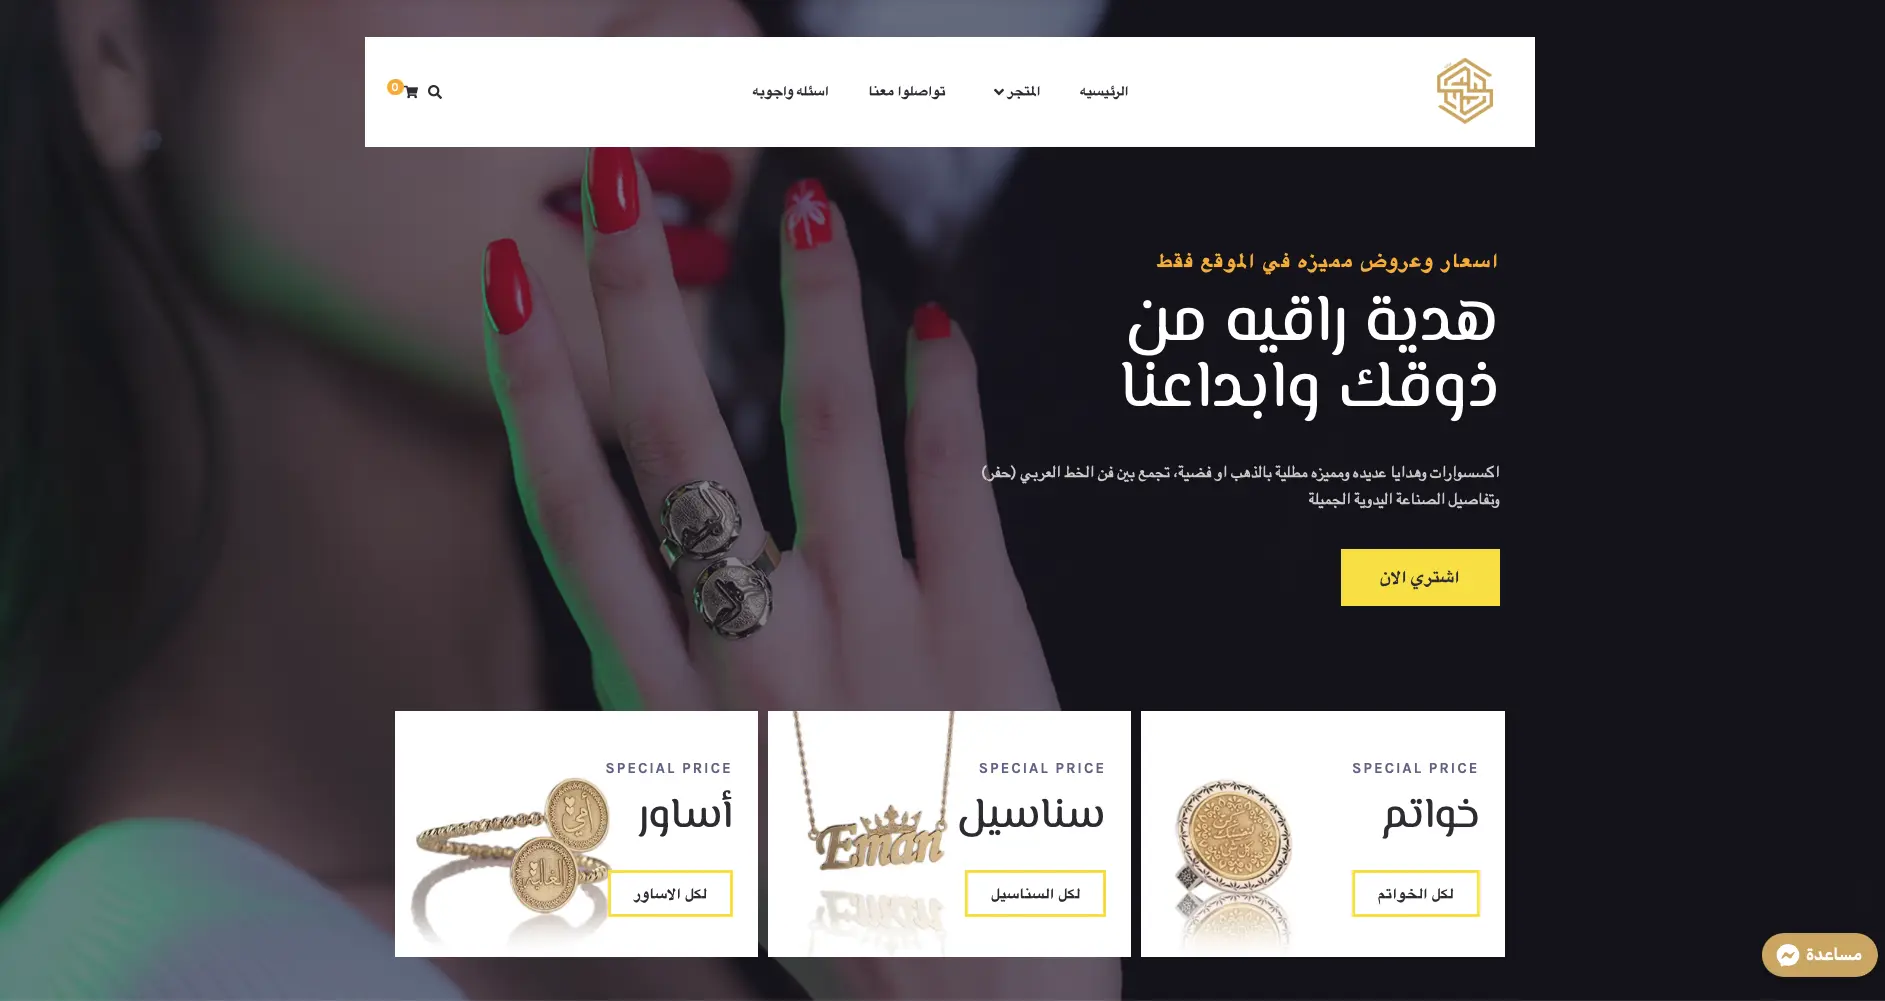 الرئيسيه
المتجر
تواصلوا معنا
اسئله واجوبه
0
اسعار وعروض مميزه في الموقع فقط
هدية راقيه من
ذوقك وابداعنا
اكسسوارات وهدايا عديده ومميزه مطلية بالذهب او فضية، تجمع بين فن الخط العربي (حفر)
وتفاصيل الصناعة اليدوية الجميلة
اشتري الان
SPECIAL PRICE
خواتم
لكل الخواتم
SPECIAL PRICE
سناسيل
لكل السناسيل
Eman
SPECIAL PRICE
أساور
لكل الاساور
أمي
الغالية
مساعدة